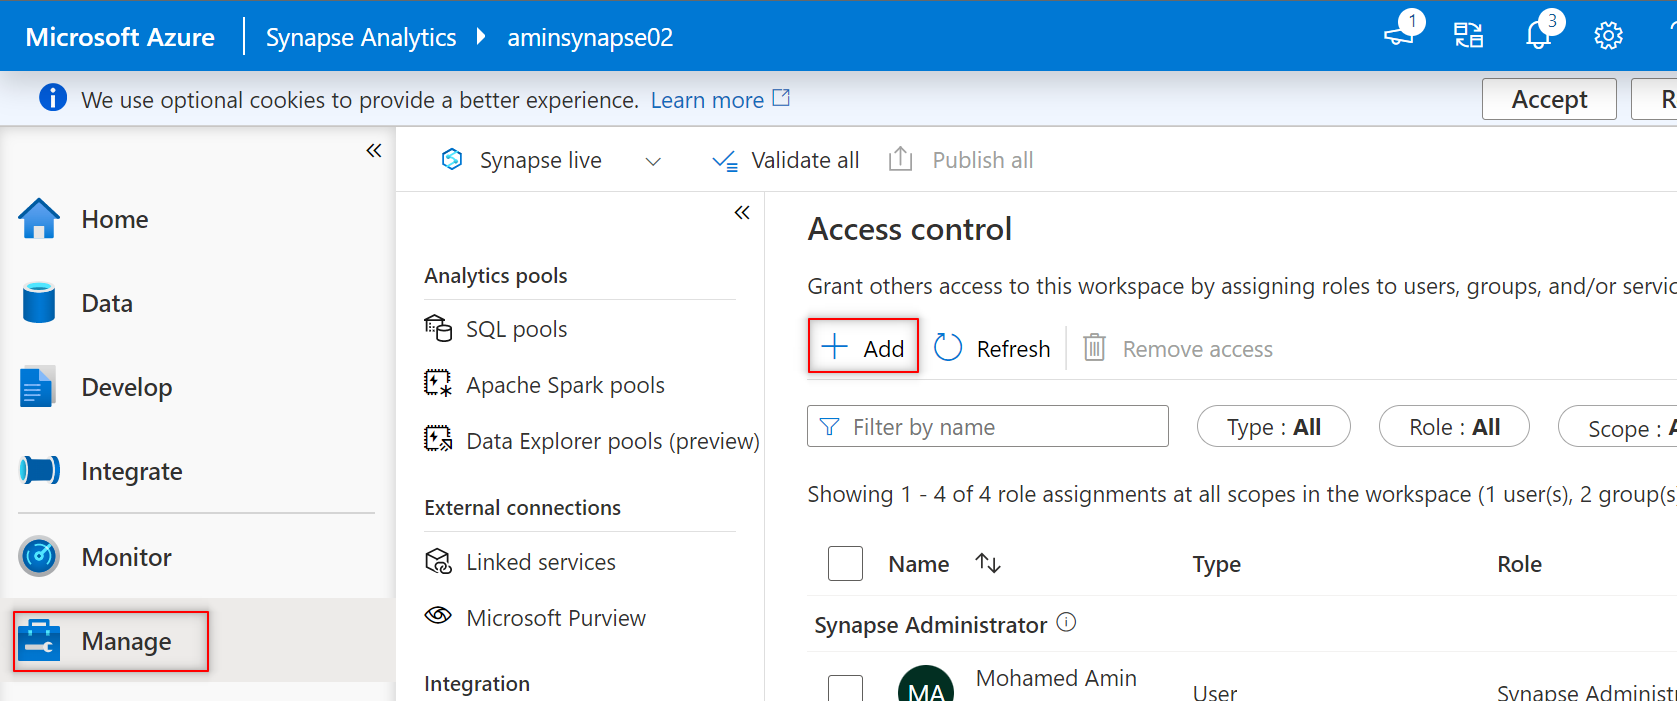 Microsoft Azure
Synapse Analytics
aminsynapse02
1
3
We use optional cookies to provide a better experience. Learn more
Accept
Synapse live
Validate all
Publish all
Home
Data
Develop
Integrate
Monitor
Manage
Analytics pools
SQL pools
Apache Spark pools
Data Explorer pools (preview)
External connections
Linked services
Microsoft Purview
Integration
Access control
Grant others access to this workspace by assigning roles to users, groups, and/or
Add
Refresh
Remove access
Filter by name
Type : All
Role : All
Scope :
Showing 1 - 4 of 4 role assignments at all scopes in the workspace (1 user(s), 2 group(s)
Name
Type
Role
Synapse Administrator
MA
Mohamed Amin
User
Synapse